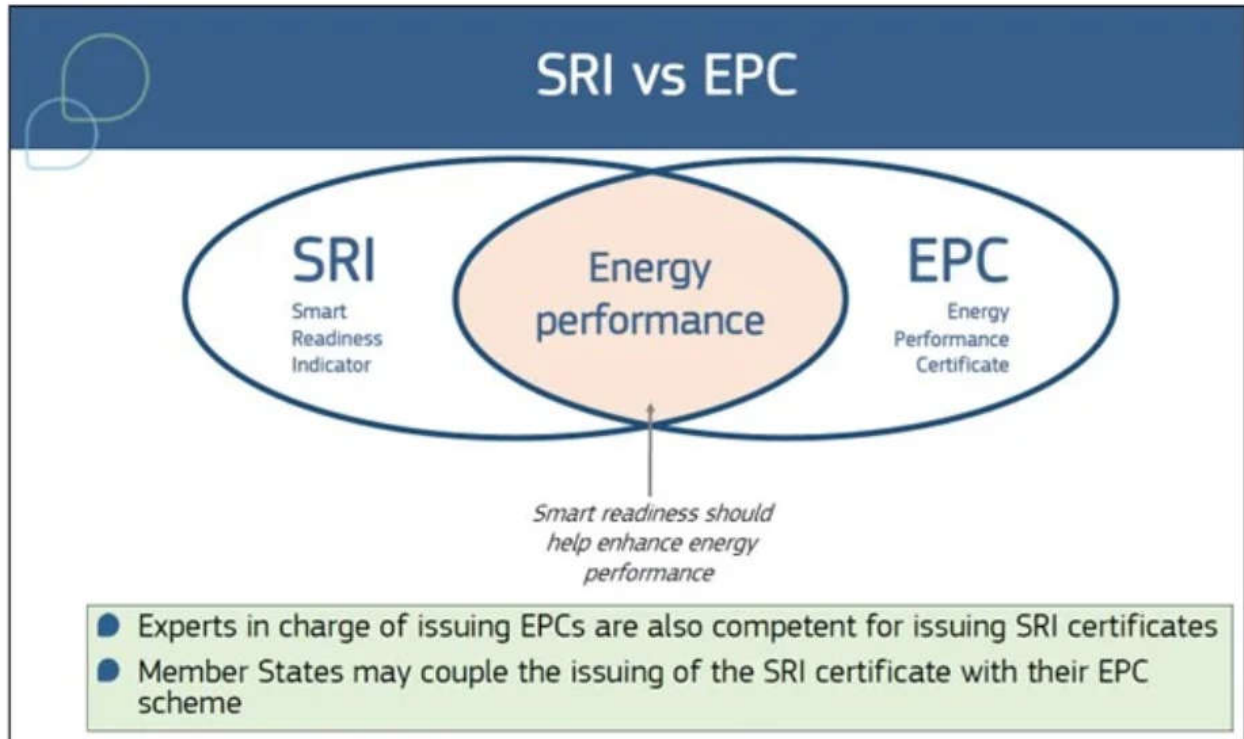 SRI vs EPC
SRI
Smart
Readiness
Indicator
Energy
performance
EPC
Energy
Performance
Certificate
Smart readiness should
help enhance energy
performance
Experts in charge of issuing EPCs are also competent for issuing SRI certificates
Member States may couple the issuing of the SRI certificate with their EPC
scheme